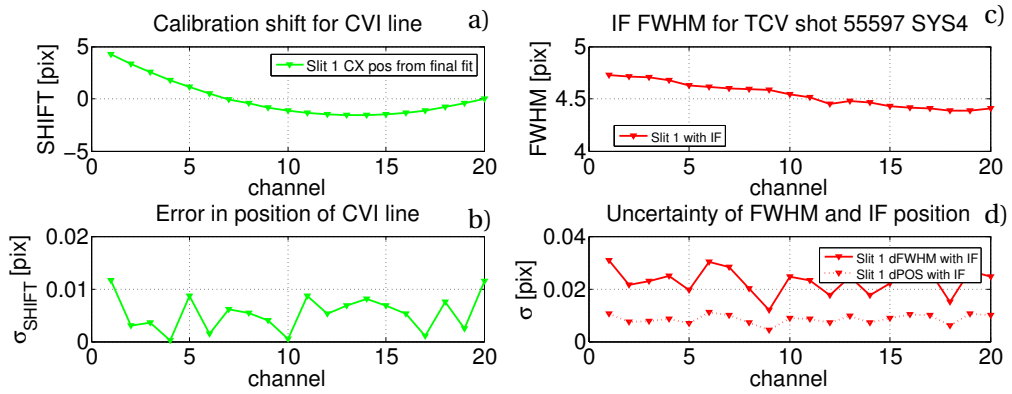 Calibration shift for CVI line
a)
SHIFT [pix]
5
0
−5
Slit 1 CX pos from final fit
0 5 10 15 20
channel
IF FWHM for TCV shot 55597 SYS4
c)
FWHM [pix]
5
4.5
4
Slit 1 with IF
0 5 10 15 20
channel
Error in position of CVI line
b)
σSHIFT [pix]
0.02
0.01
0
0 5 10 15 20
channel
Uncertainty of FWHM and IF position
d)
σ [pix]
0.04
0.02
0
Slit 1 dFWHM with IF
Slit 1 dPOS with IF
0 5 10 15 20
channel